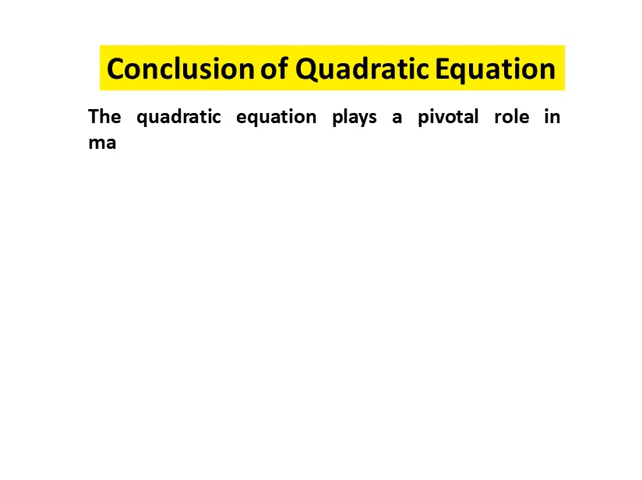 Conclusion of Quadratic Equation
The quadratic equation plays a pivotal role in
ma